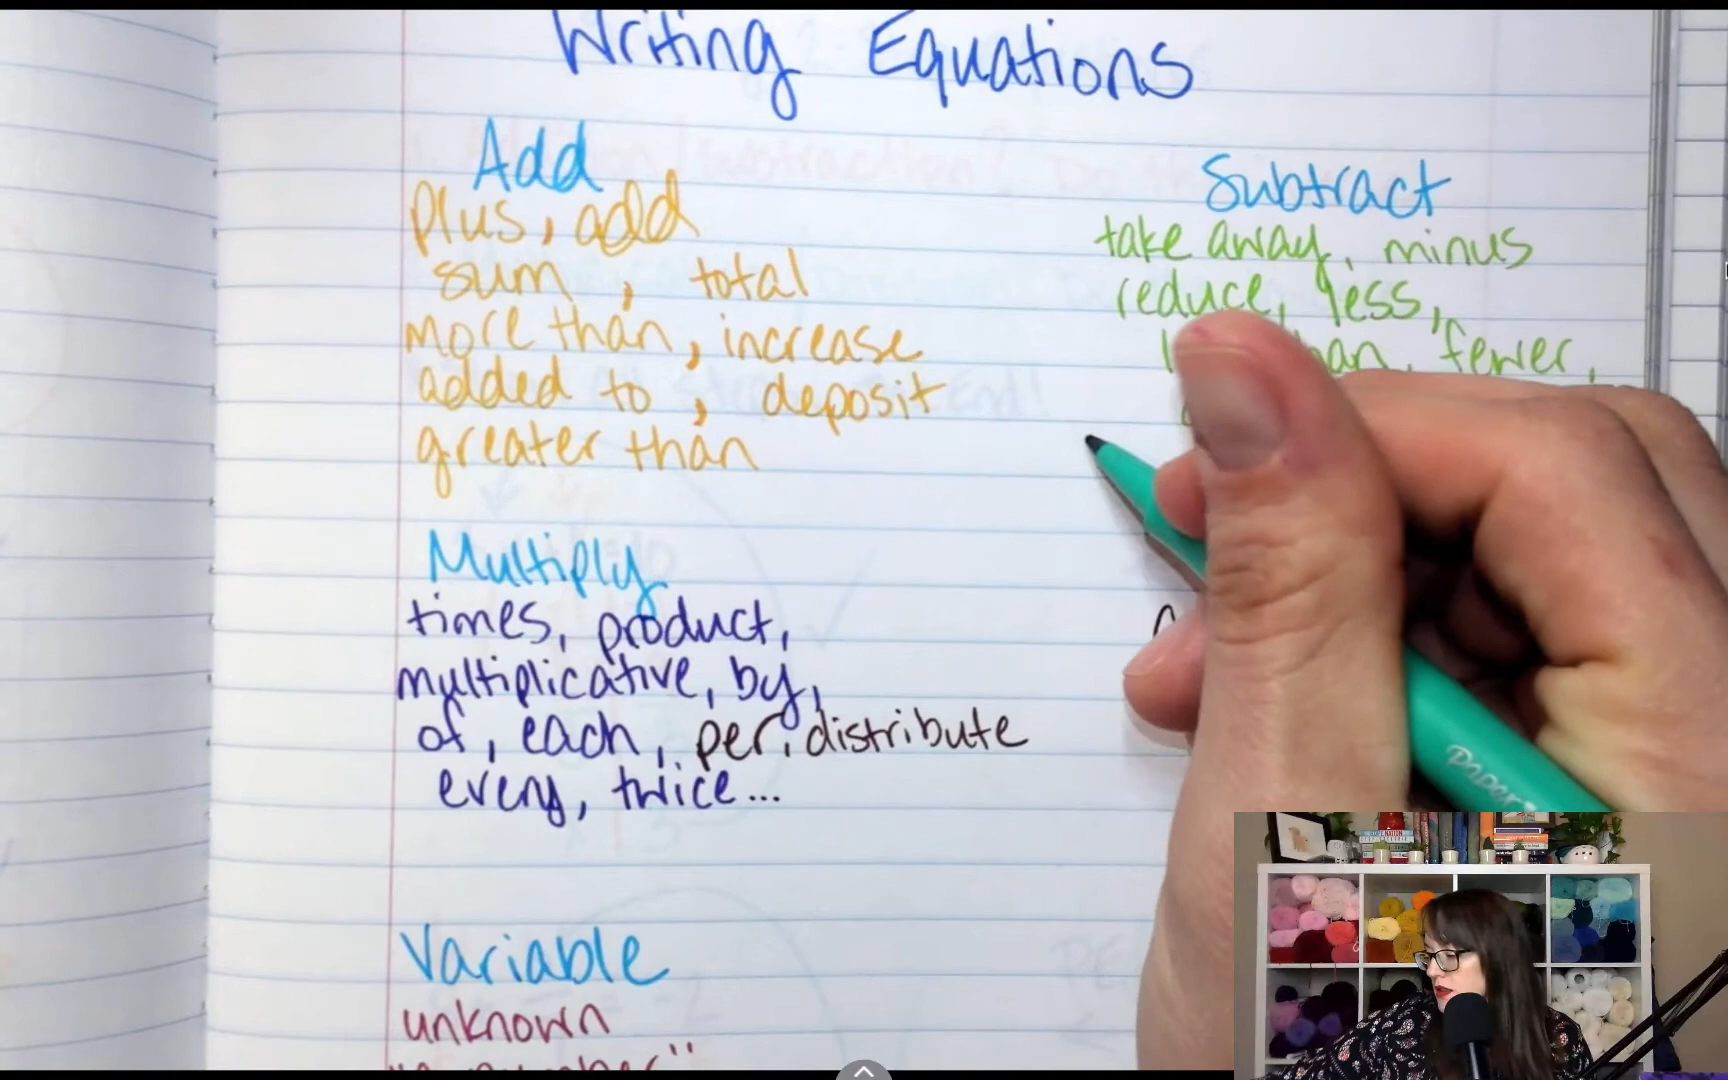 Writing Equations
Add
plus, add
sum, total
more than, increase
added to, deposit
greater than
Subtract
take away, minus
reduce, less,
fewer,
Multiply
times, product,
multiplicative, by,
of, each, per, distribute
every, twice...
Variable
unknown